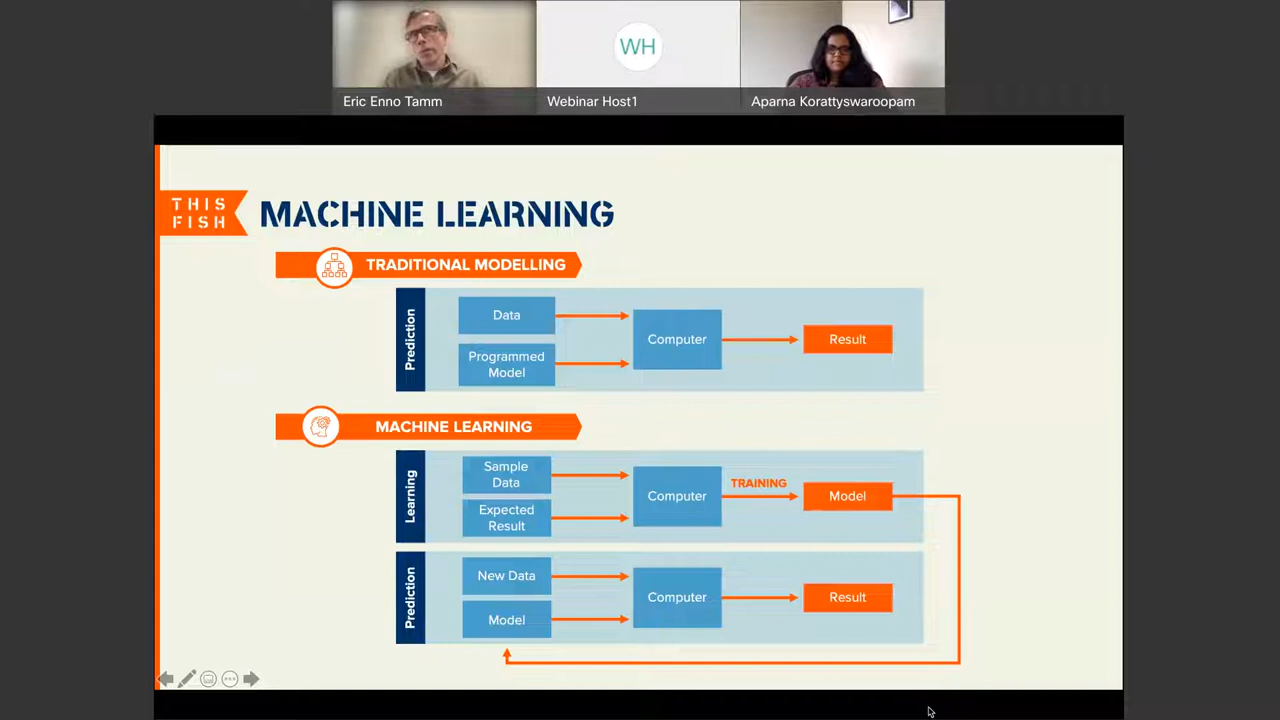 WH
Eric Enno Tamm
Webinar Host1
Aparna Korattyswaroopam
THIS
FISH
MACHINE LEARNING
TRADITIONAL MODELLING
Prediction
Data
Programmed
Model
Computer
Result
MACHINE LEARNING
Learning
Sample
Data
Expected
Result
Computer
TRAINING
Model
Prediction
New Data
Model
Computer
Result